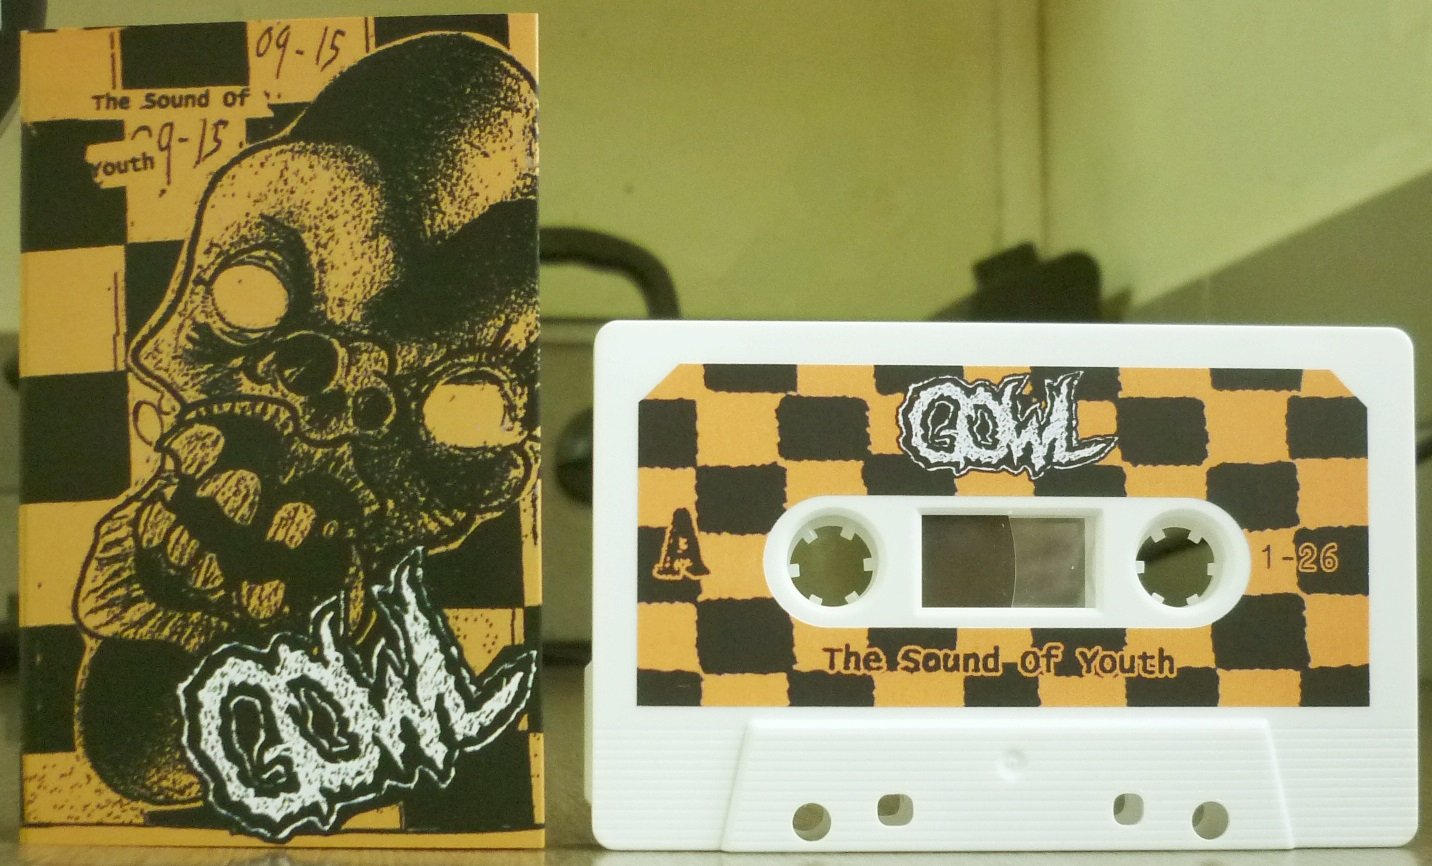 09-15
The Sound Of
09-15
Youth
GOWL
GOWL
A
1-26
The Sound Of Youth